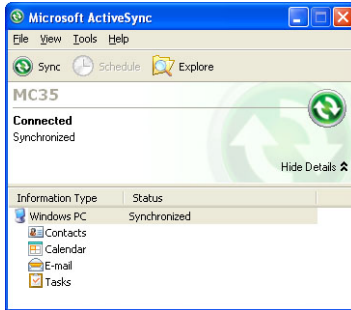 Microsoft ActiveSync
File View Tools Help
Sync Schedule Explore
MC35
Connected
Synchronized
Hide Details
Information Type Status
Windows PC Synchronized
Contacts
Calendar
E-mail
Tasks